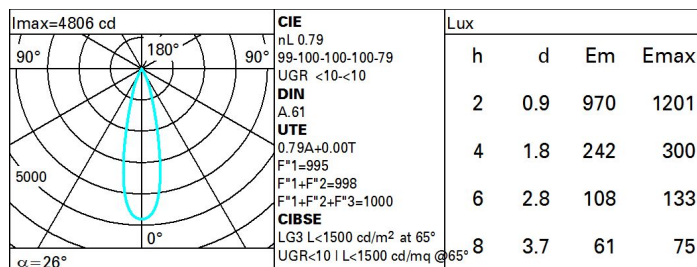 Imax=4806 cd
90° 180° 90°
5000
0°
α=26°
CIE
nL 0.79
99-100-100-100-79
UGR <10-<10
DIN
A.61
UTE
0.79A+0.00T
F"1=995
F"1+F"2=998
F"1+F"2+F"3=1000
CIBSE
LG3 L<1500 cd/m² at 65°
UGR<10 | L<1500 cd/mq @65°
Lux
h d Em Emax
2 0.9 970 1201
4 1.8 242 300
6 2.8 108 133
8 3.7 61 75